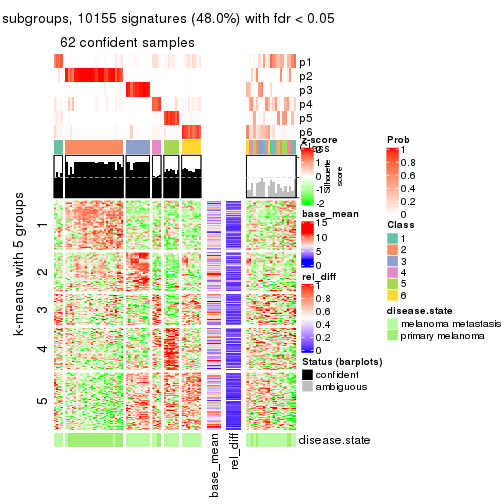 subgroups, 10155 signatures (48.0%) with fdr < 0.05
62 confident samples
p1
p2
p3
p4
p5
p6
Class
Silhouette
score
1
2
3
4
5
k-means with 5 groups
base_mean
rel_diff
disease.state
z-score
2
1
0
-1
-2
base_mean
15
10
5
0
rel_diff
1
0.8
0.6
0.4
0.2
0
Status (barplots)
confident
ambiguous
Prob
1
0.8
0.6
0.4
0.2
0
Class
1
2
3
4
5
6
disease.state
melanoma metastasis
primary melanoma